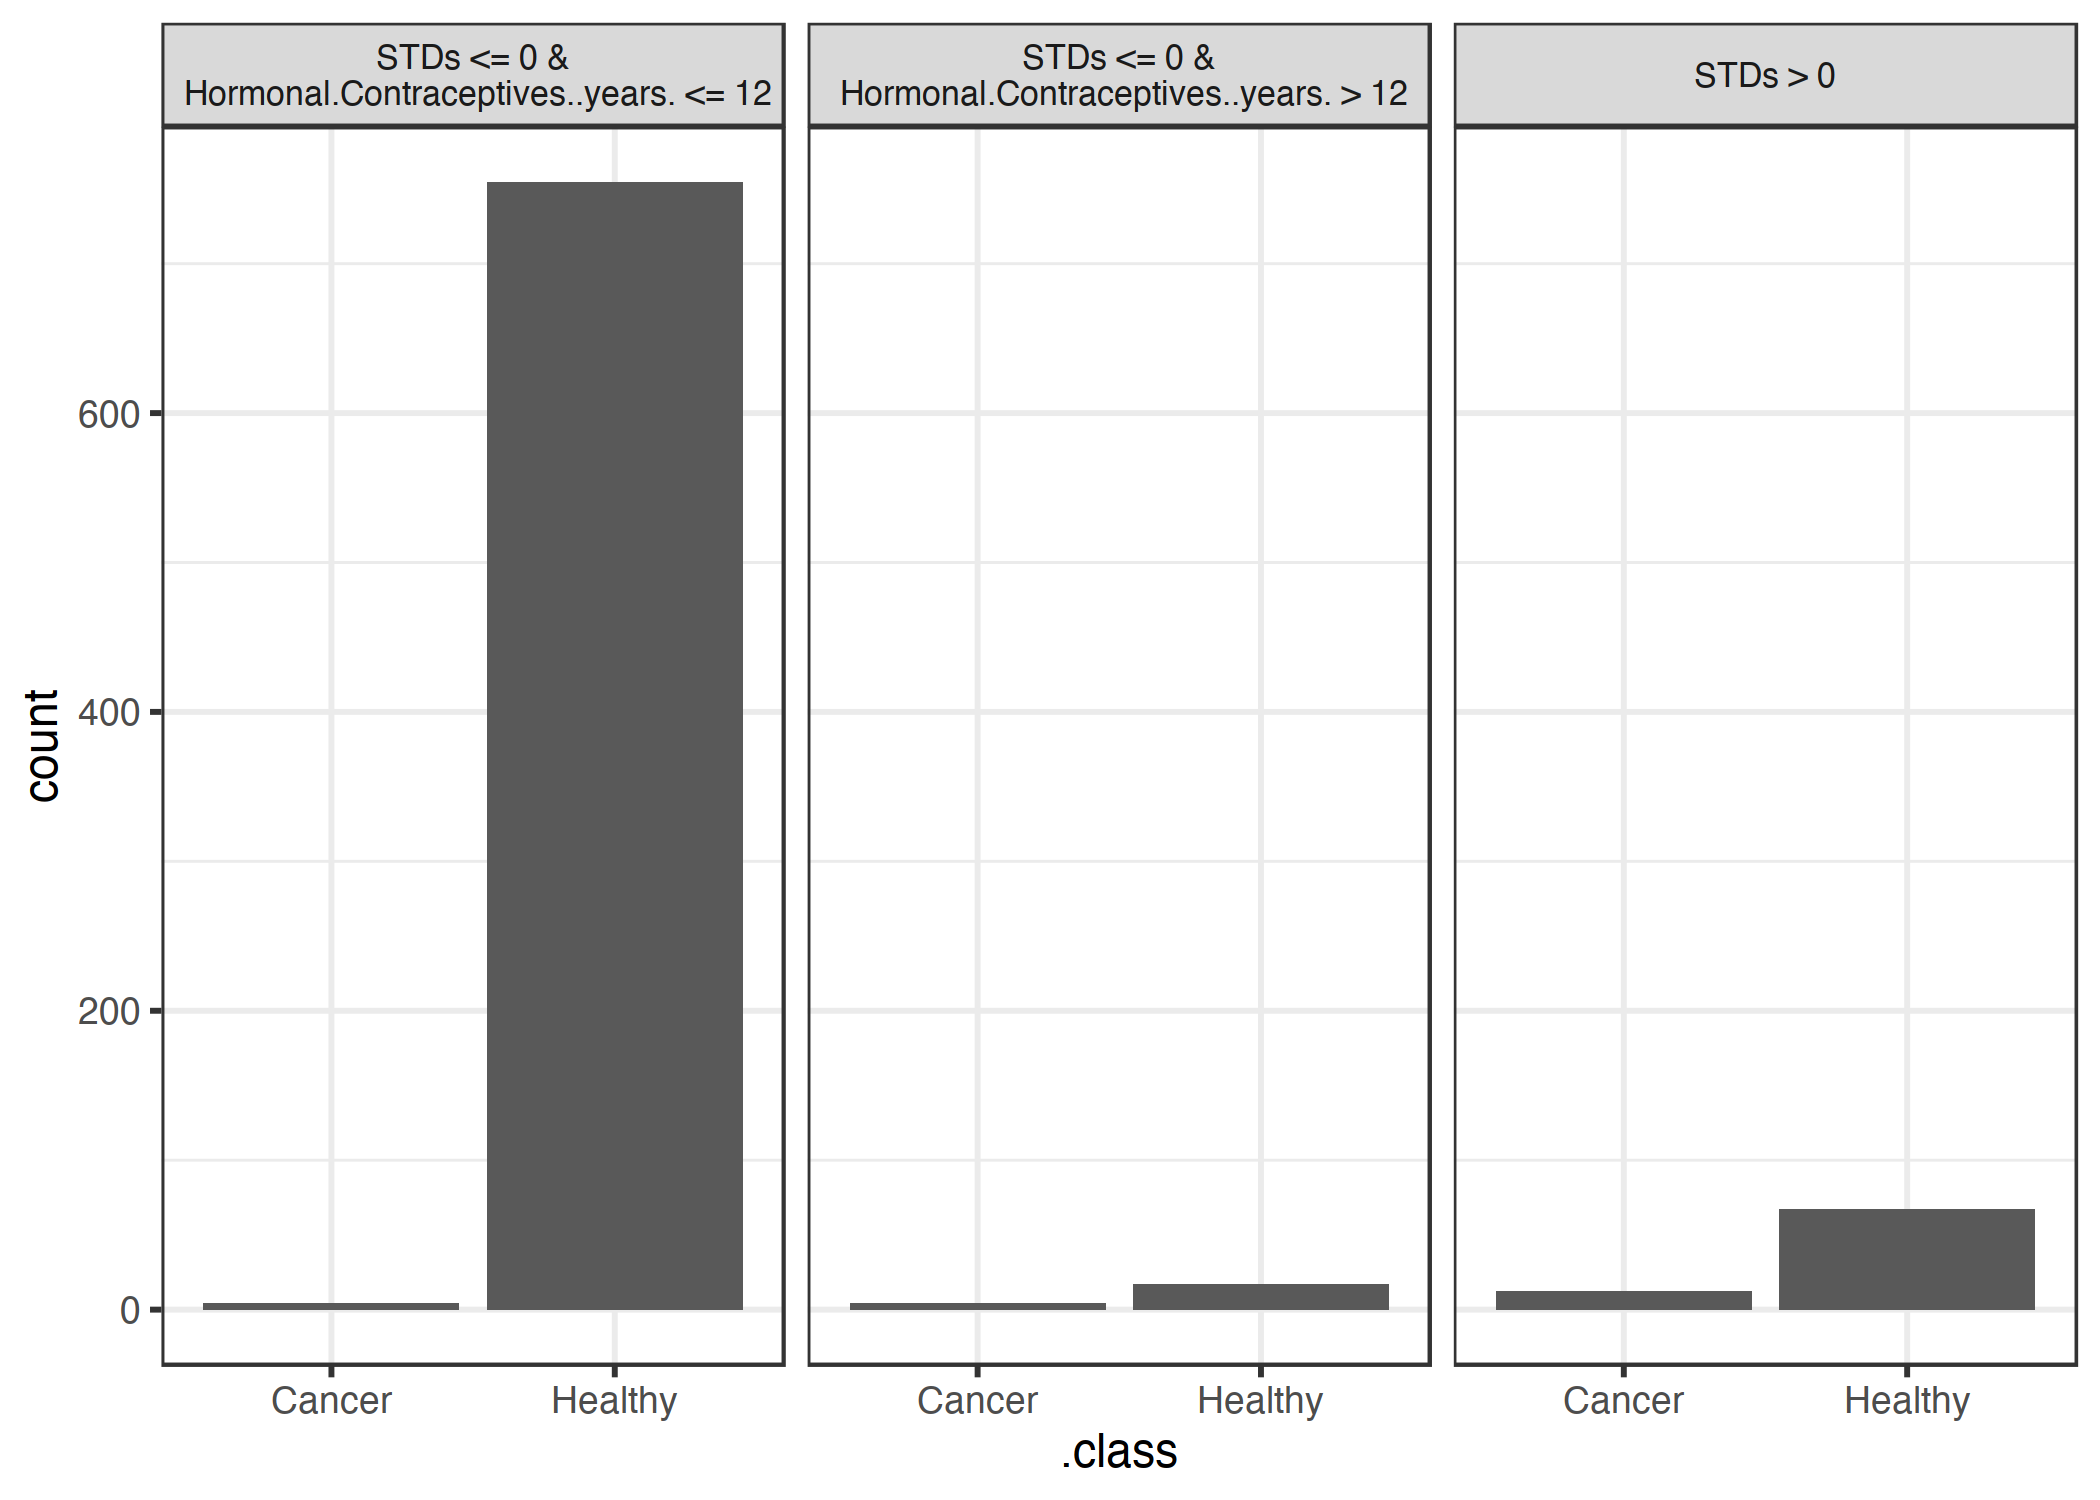 STDs <= 0 &
Hormonal.Contraceptives..years. <= 12
STDs <= 0 &
Hormonal.Contraceptives..years. > 12
STDs > 0
count
600
400
200
0
Cancer
Healthy
Cancer
Healthy
Cancer
Healthy
.class